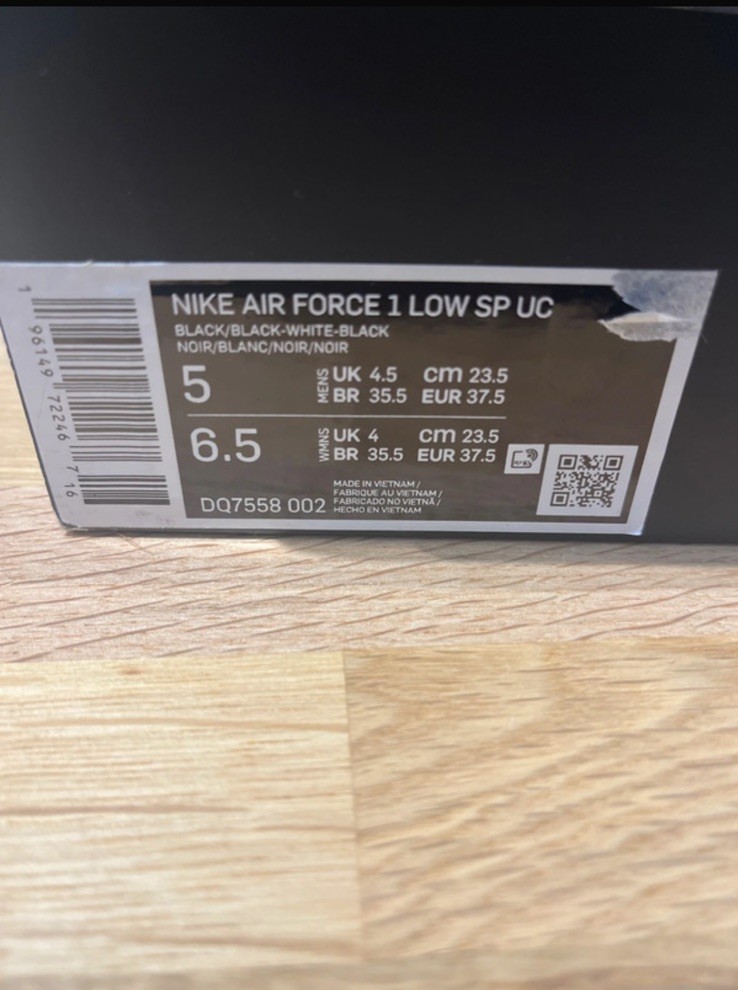 NIKE AIR FORCE 1 LOW SP UC
BLACK/BLACK-WHITE-BLACK
NOIR/BLANC/NOIR/NOIR
5 MENS UK 4.5 cm 23.5
BR 35.5 EUR 37.5
6.5 WMNS UK 4 cm 23.5
BR 35.5 EUR 37.5
MADE IN VIETNAM /
FABRIQUE AU VIETNAM /
FABRICADO NO VIETNÃ /
HECHO EN VIETNAM
DQ7558 002
1 96149 72246 7 16